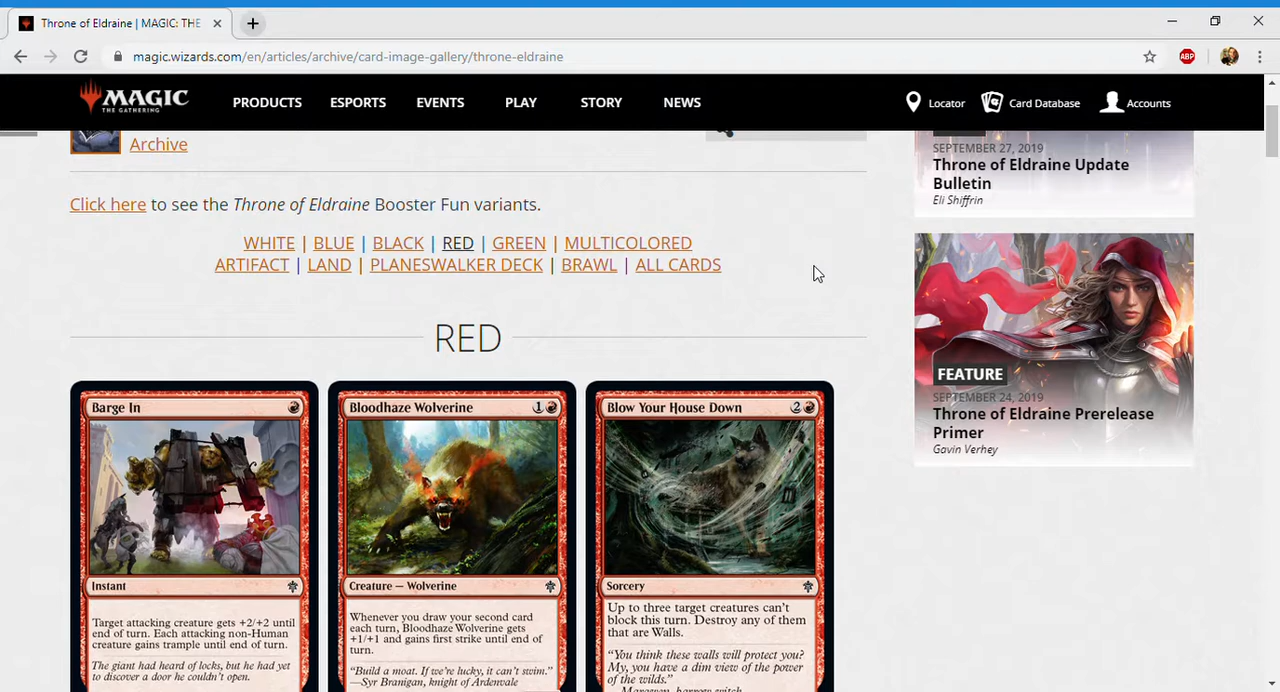 Throne of Eldraine | MAGIC: THE
magic.wizards.com/en/articles/archive/card-image-gallery/throne-eldraine
ABP
MAGIC
THE GATHERING
PRODUCTS ESPORTS EVENTS PLAY STORY NEWS
Locator Card Database Accounts
Archive
Click here to see the Throne of Eldraine Booster Fun variants.
WHITE | BLUE | BLACK | RED | GREEN | MULTICOLORED
ARTIFACT | LAND | PLANESWALKER DECK | BRAWL | ALL CARDS
RED
Barge In
Instant
Target attacking creature gets +2/+2 until
end of turn. Each attacking non-Human
creature gains trample until end of turn.
The giant had heard of locks, but he had yet
to discover a door he couldn't open.
Bloodhaze Wolverine 1
Creature — Wolverine
Whenever you draw your second card
each turn, Bloodhaze Wolverine gets
+1/+1 and gains first strike until end of
turn.
"Build a moat. If we're lucky, it can't swim."
—Syr Branigan, knight of Ardenvale
Blow Your House Down 2
Sorcery
Up to three target creatures can't
block this turn. Destroy any of them
that are Walls.
"You think these walls will protect you?
My, you have a dim view of the power
of the wilds."
SEPTEMBER 27, 2019
Throne of Eldraine Update
Bulletin
Eli Shiffrin
FEATURE
SEPTEMBER 24, 2019
Throne of Eldraine Prerelease
Primer
Gavin Verhey